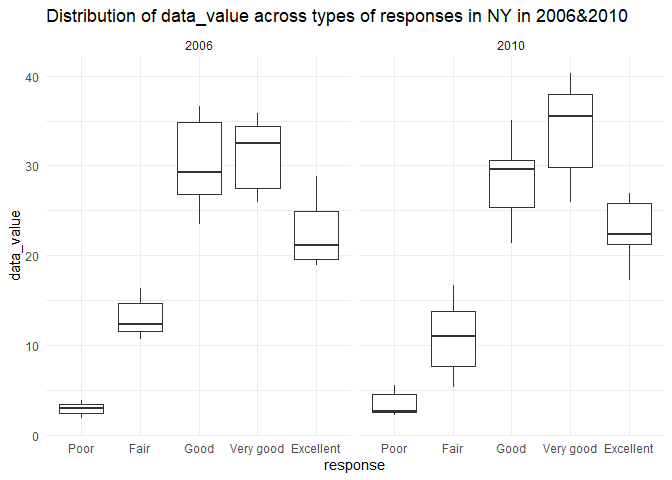 Distribution of data_value across types of responses in NY in 2006&2010
2006 2010
40
30
20
10
0
data_value
Poor Fair Good Very good Excellent Poor Fair Good Very good Excellent
response